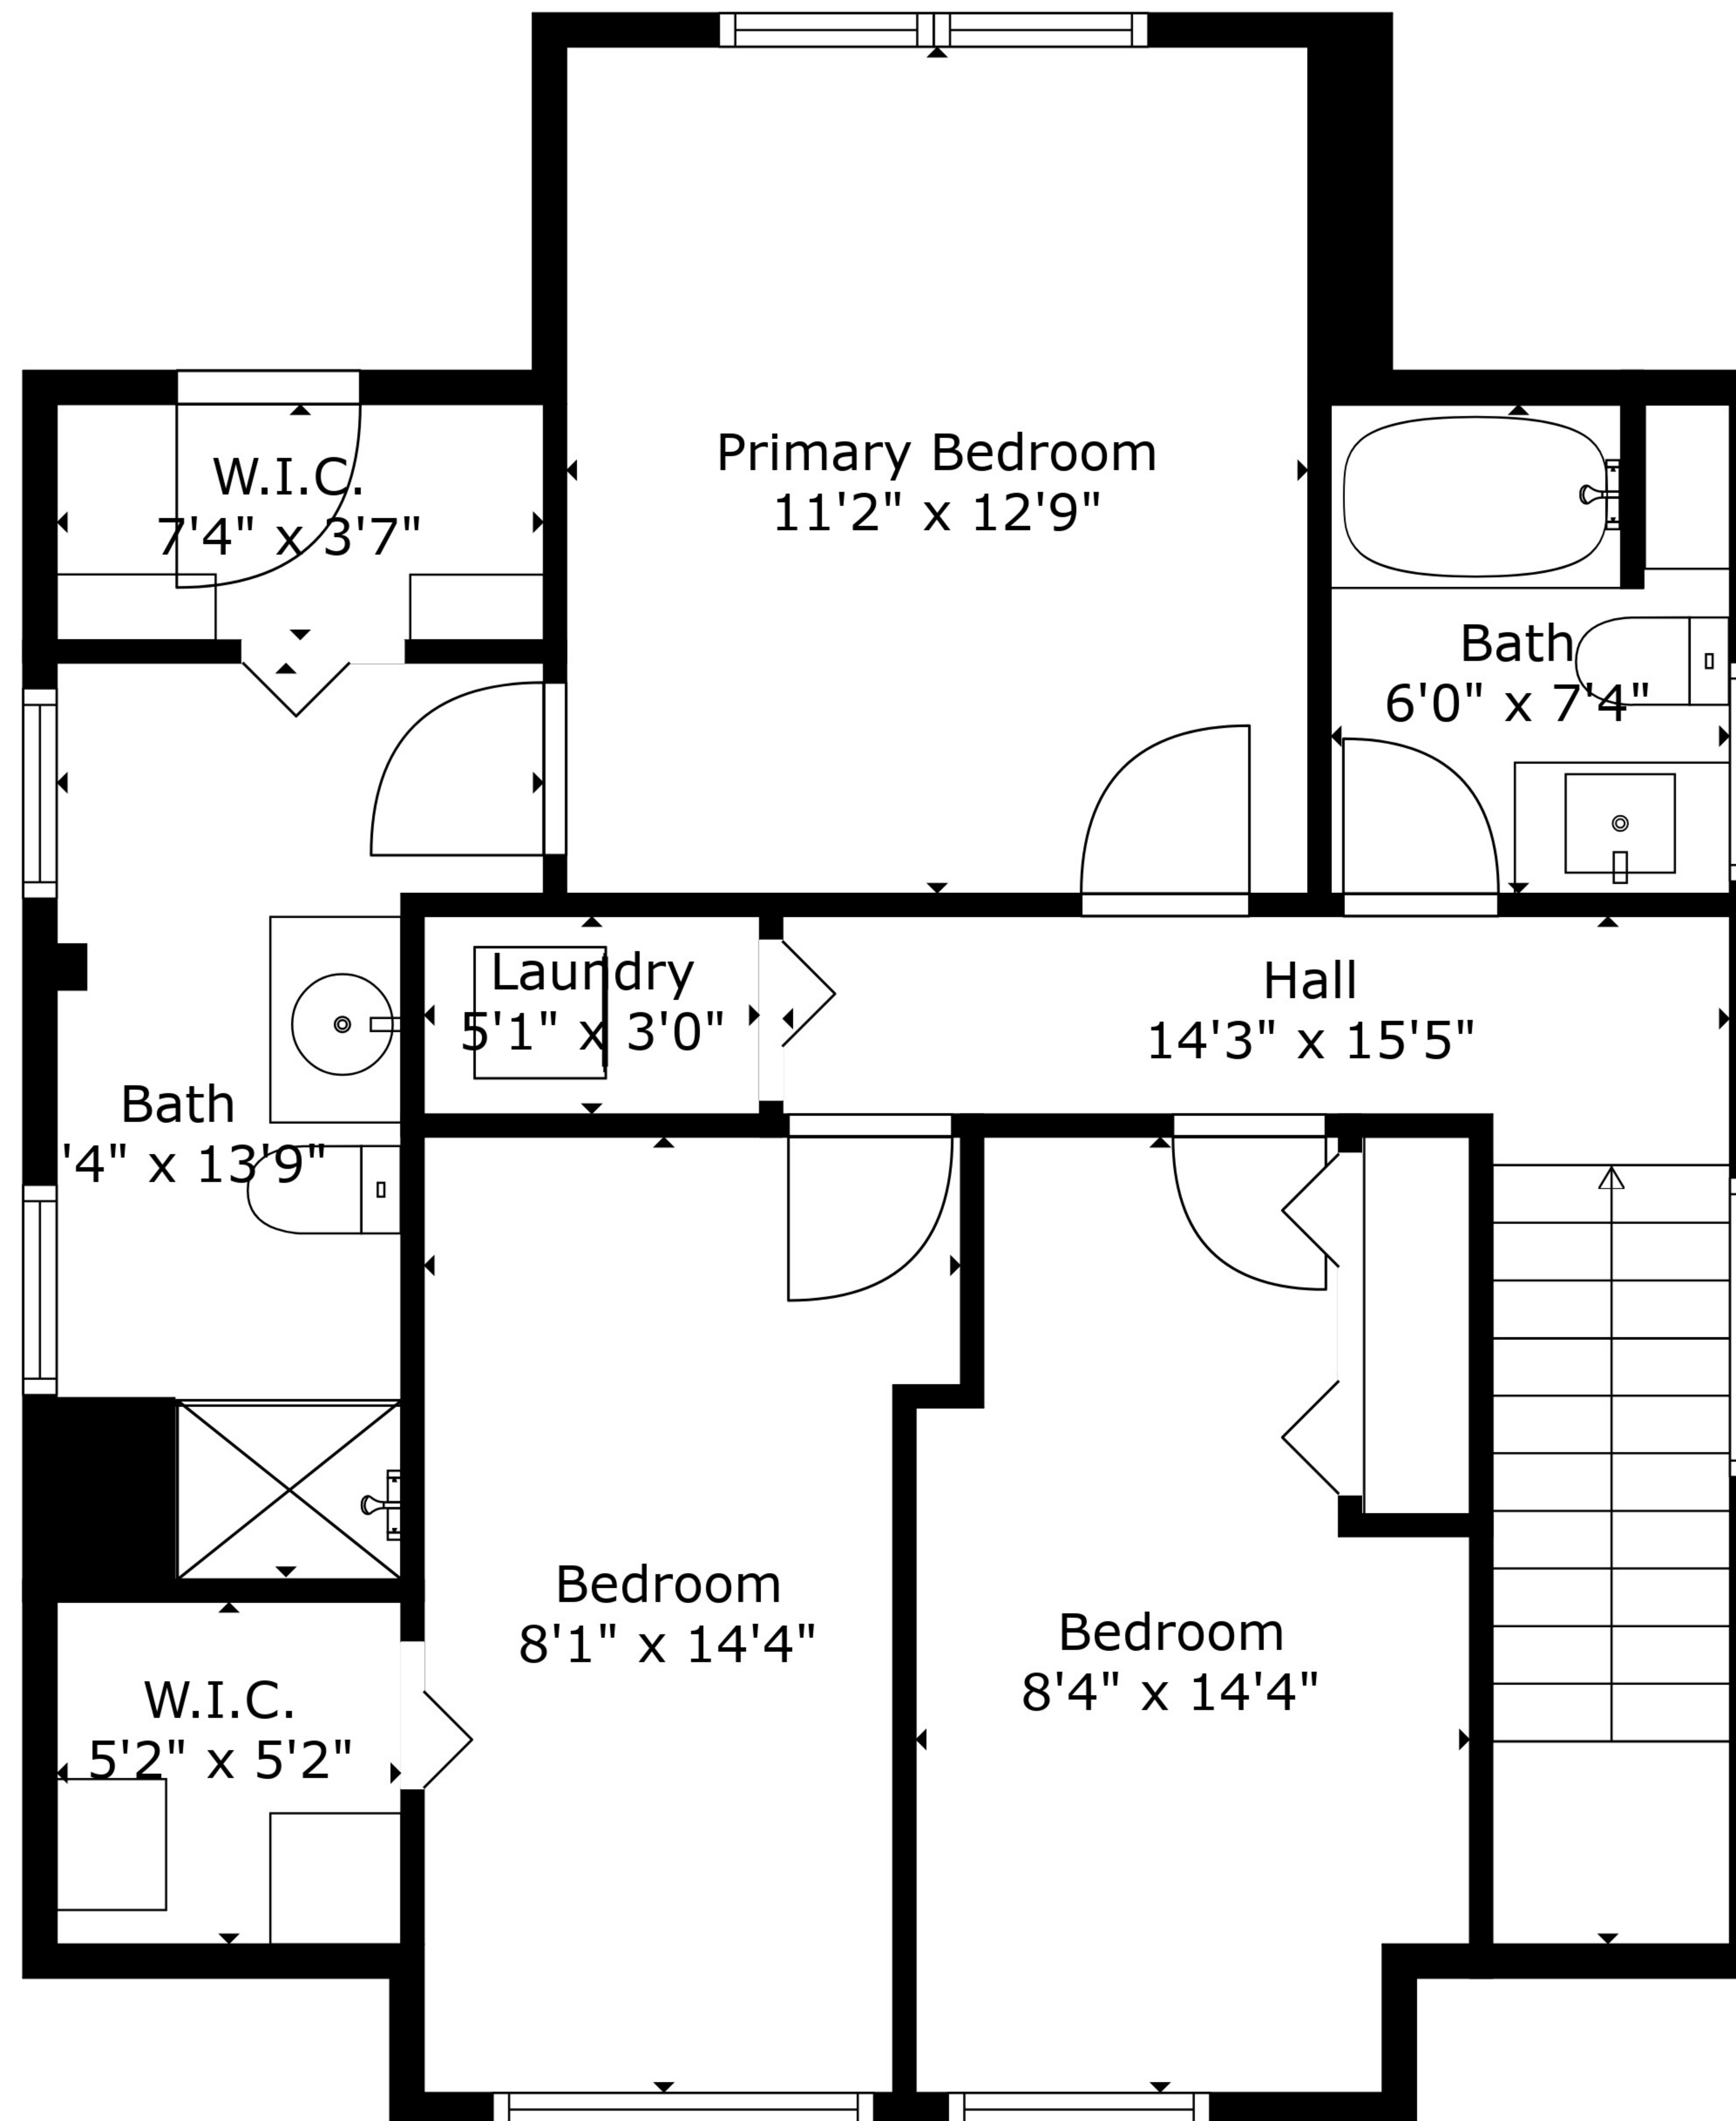 Primary Bedroom
11'2" x 12'9"
W.I.C.
7'4" x 3'7"
Bath
6'0" x 7'4"
Laundry
5'1" x 3'0"
Hall
14'3" x 15'5"
Bath
'4" x 13'9"
Bedroom
8'1" x 14'4"
Bedroom
8'4" x 14'4"
W.I.C.
5'2" x 5'2"